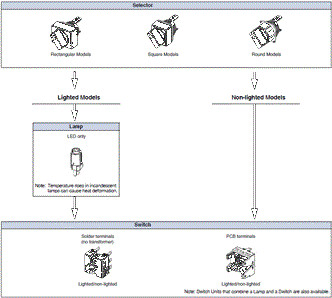 Selector
Rectangular Models
Square Models
Round Models
Lighted Models
Non-lighted Models
Lamp
LED only
Note: Temperature rises in incandescent
lamps can cause heat deformation.
Switch
Solder terminals
(no transformer)
PCB terminals
Lighted/non-lighted
Lighted/non-lighted
Note: Switch Units that combine a Lamp and a Switch are also available.